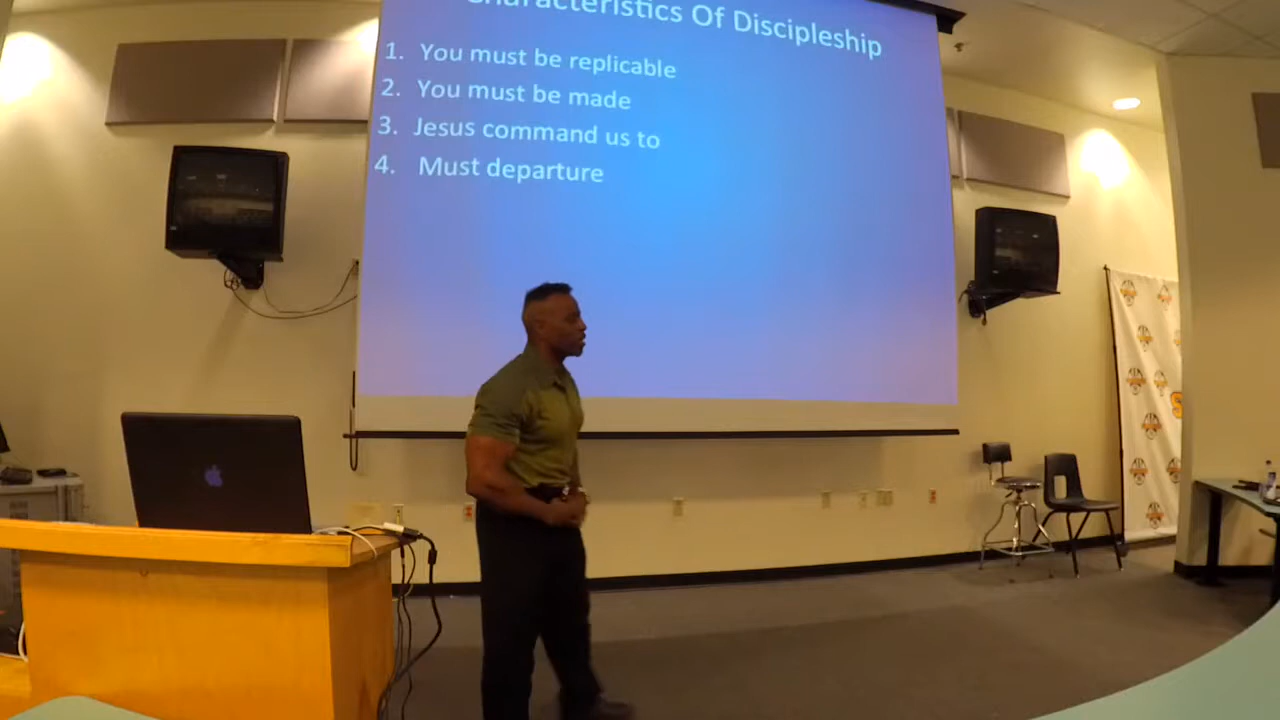 Characteristics Of Discipleship
1. You must be replicable
2. You must be made
3. Jesus command us to
4. Must departure